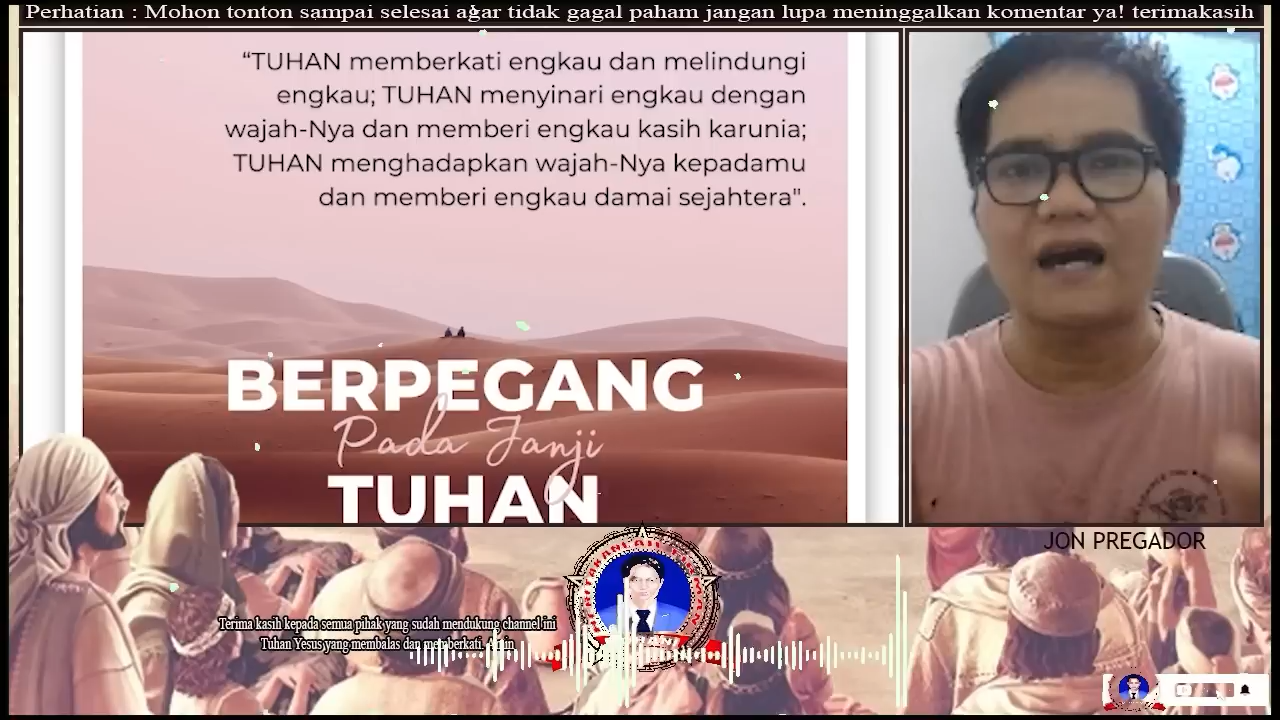 Perhatian : Mohon tonton sampai selesai agar tidak gagal paham jangan lupa meninggalkan komentar ya! terimakasih
“TUHAN memberkati engkau dan melindungi
engkau; TUHAN menyinari engkau dengan
wajah-Nya dan memberi engkau kasih karunia;
TUHAN menghadapkan wajah-Nya kepadamu
dan memberi engkau damai sejahtera".
BERPEGANG
Pada Janji
TUHAN
JON PREGADOR
Terima kasih kepada semua pihak yang sudah mendukung channel ini
Tuhan Yesus yang membalas dan memberkati. Amin